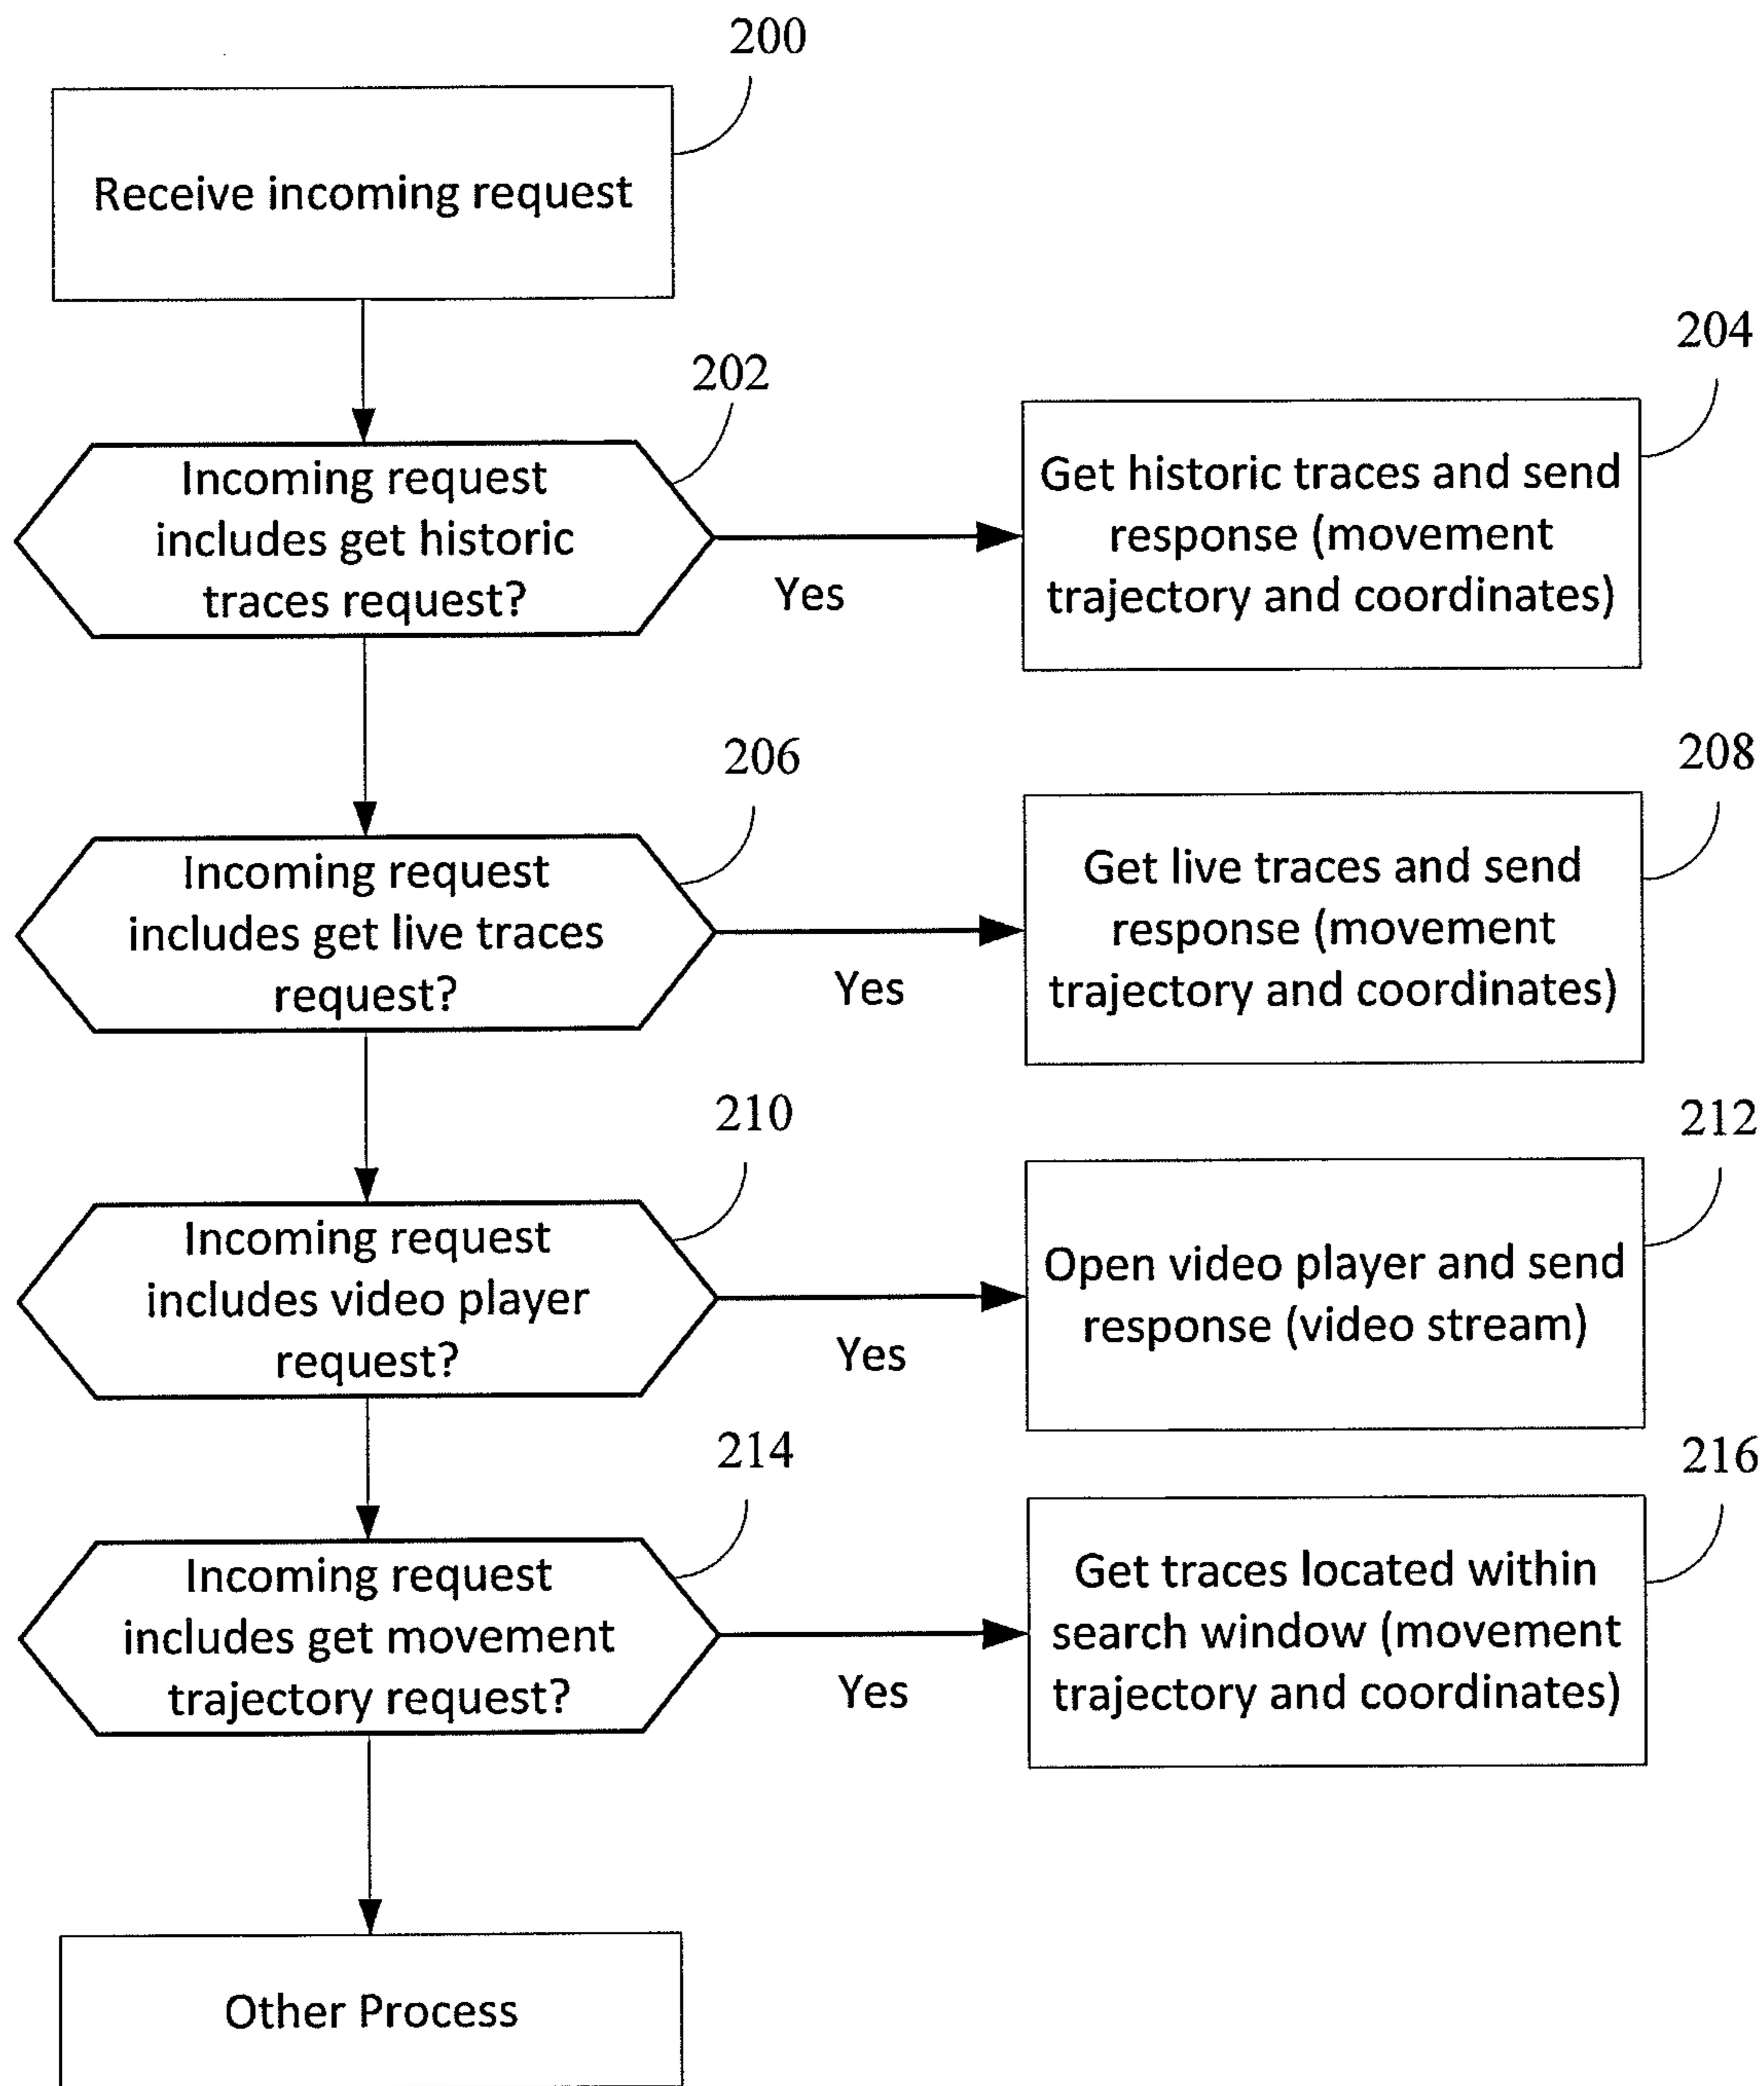 200
Receive incoming request
202
Incoming request
includes get historic
traces request?
Yes
204
Get historic traces and send
response (movement
trajectory and coordinates)
206
Incoming request
includes get live traces
request?
Yes
208
Get live traces and send
response (movement
trajectory and coordinates)
210
Incoming request
includes video player
request?
Yes
212
Open video player and send
response (video stream)
214
Incoming request
includes get movement
trajectory request?
Yes
216
Get traces located within
search window (movement
trajectory and coordinates)
Other Process